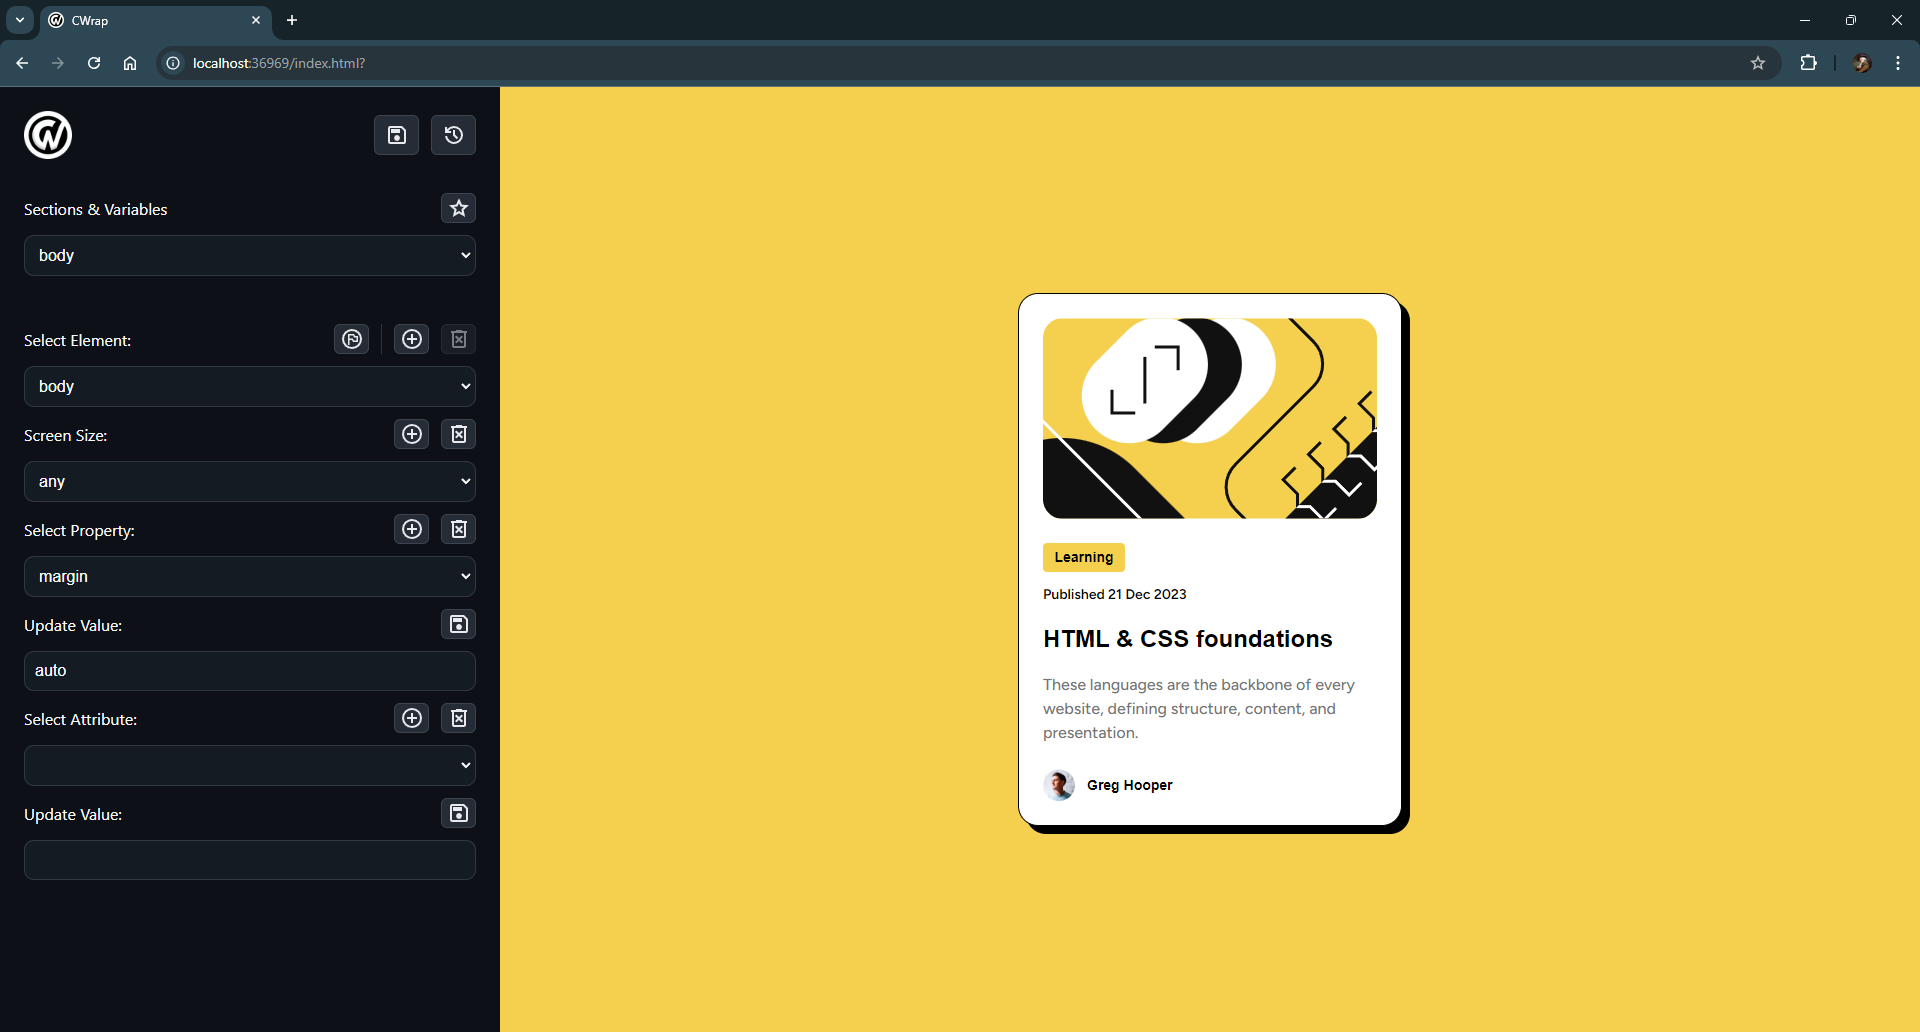 CWrap
localhost:36969/index.html?
Sections & Variables
body
Select Element:
body
Screen Size:
any
Select Property:
margin
Update Value:
auto
Select Attribute:
Update Value:
Learning
Published 21 Dec 2023
HTML & CSS foundations
These languages are the backbone of every
website, defining structure, content, and
presentation.
Greg Hooper